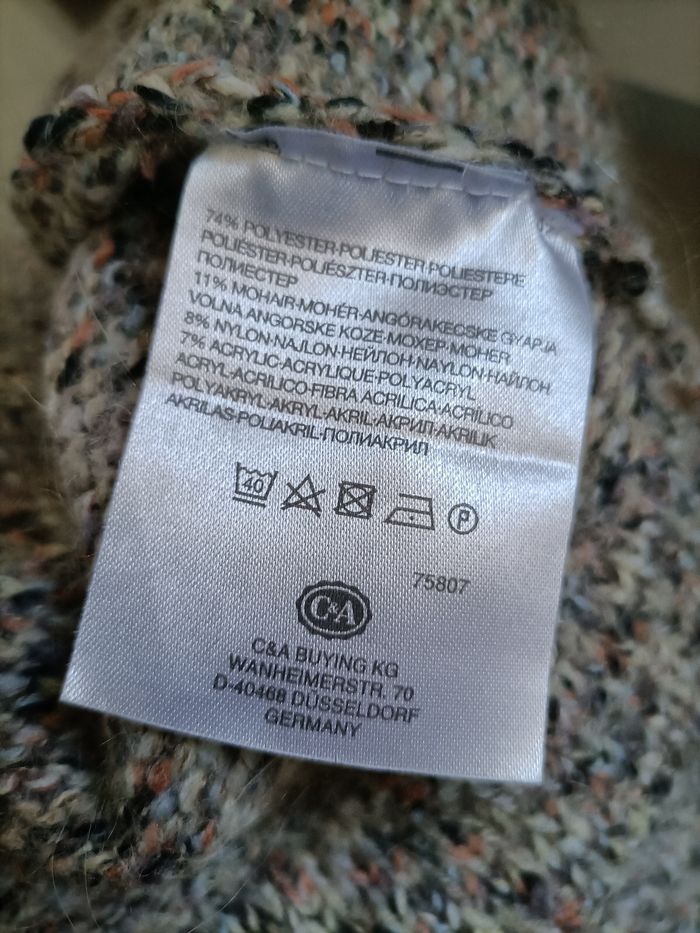 74% POLYESTER·POLIESTER·POLIESTERE
POLIÉSTER·POLIÉSZTER·ПОЛИЭСТЕР
ПОЛИЕСТЕР
11% MOHAIR·MOHÉR·ANGÓRAKECSKE GYAPJA
VOLNA ANGORSKE KOZE·МОХЕР·MOHER
8% NYLON·NAJLON·НЕЙЛОН·NAYLON·НАЙЛОН
7% ACRYLIC·ACRYLIQUE·POLYACRYL
ACRYL·ACRILICO·FIBRA ACRILICA·ACRÍLICO
POLYAKRYL·AKRYL·AKRIL·АКРИЛ·AKRILIK
AKRILAS·POLIAKRIL·ПОЛИАКРИЛ
40 P
75807
C&A
C&A BUYING KG
WANHEIMERSTR. 70
D-40468 DÜSSELDORF
GERMANY